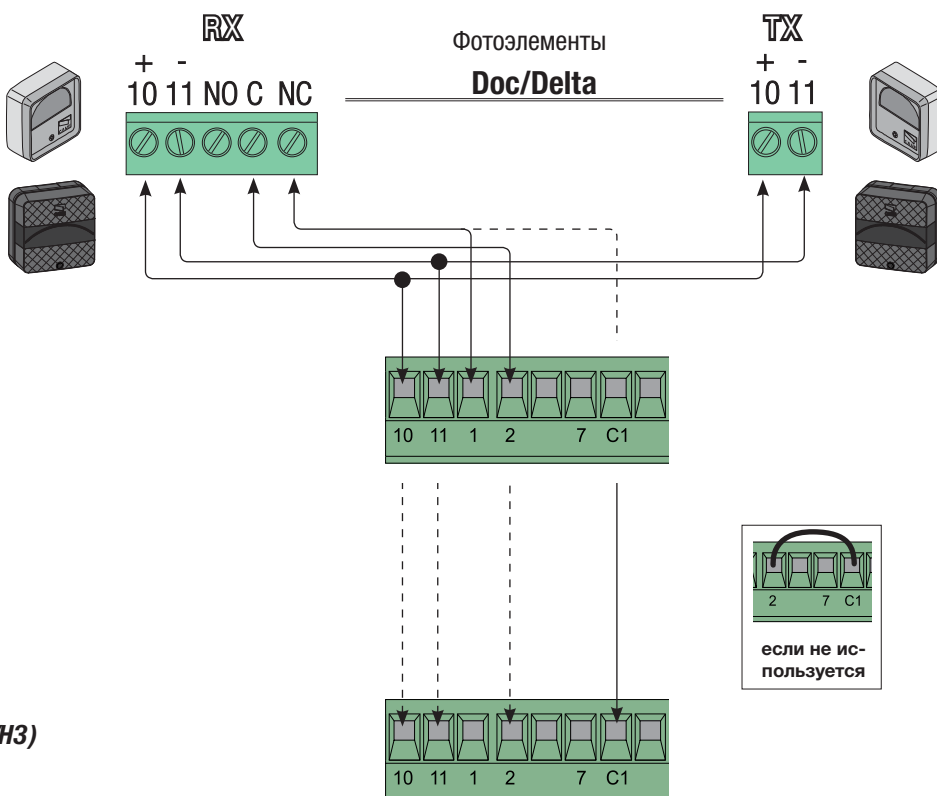 RX
Фотоэлементы
TX
+ -
Doc/Delta
+ -
10 11 NO C NC
10 11
10 11 1 2 7 C1
2 7 C1
если не ис-
пользуется
НЗ)
10 11 1 2 7 C1